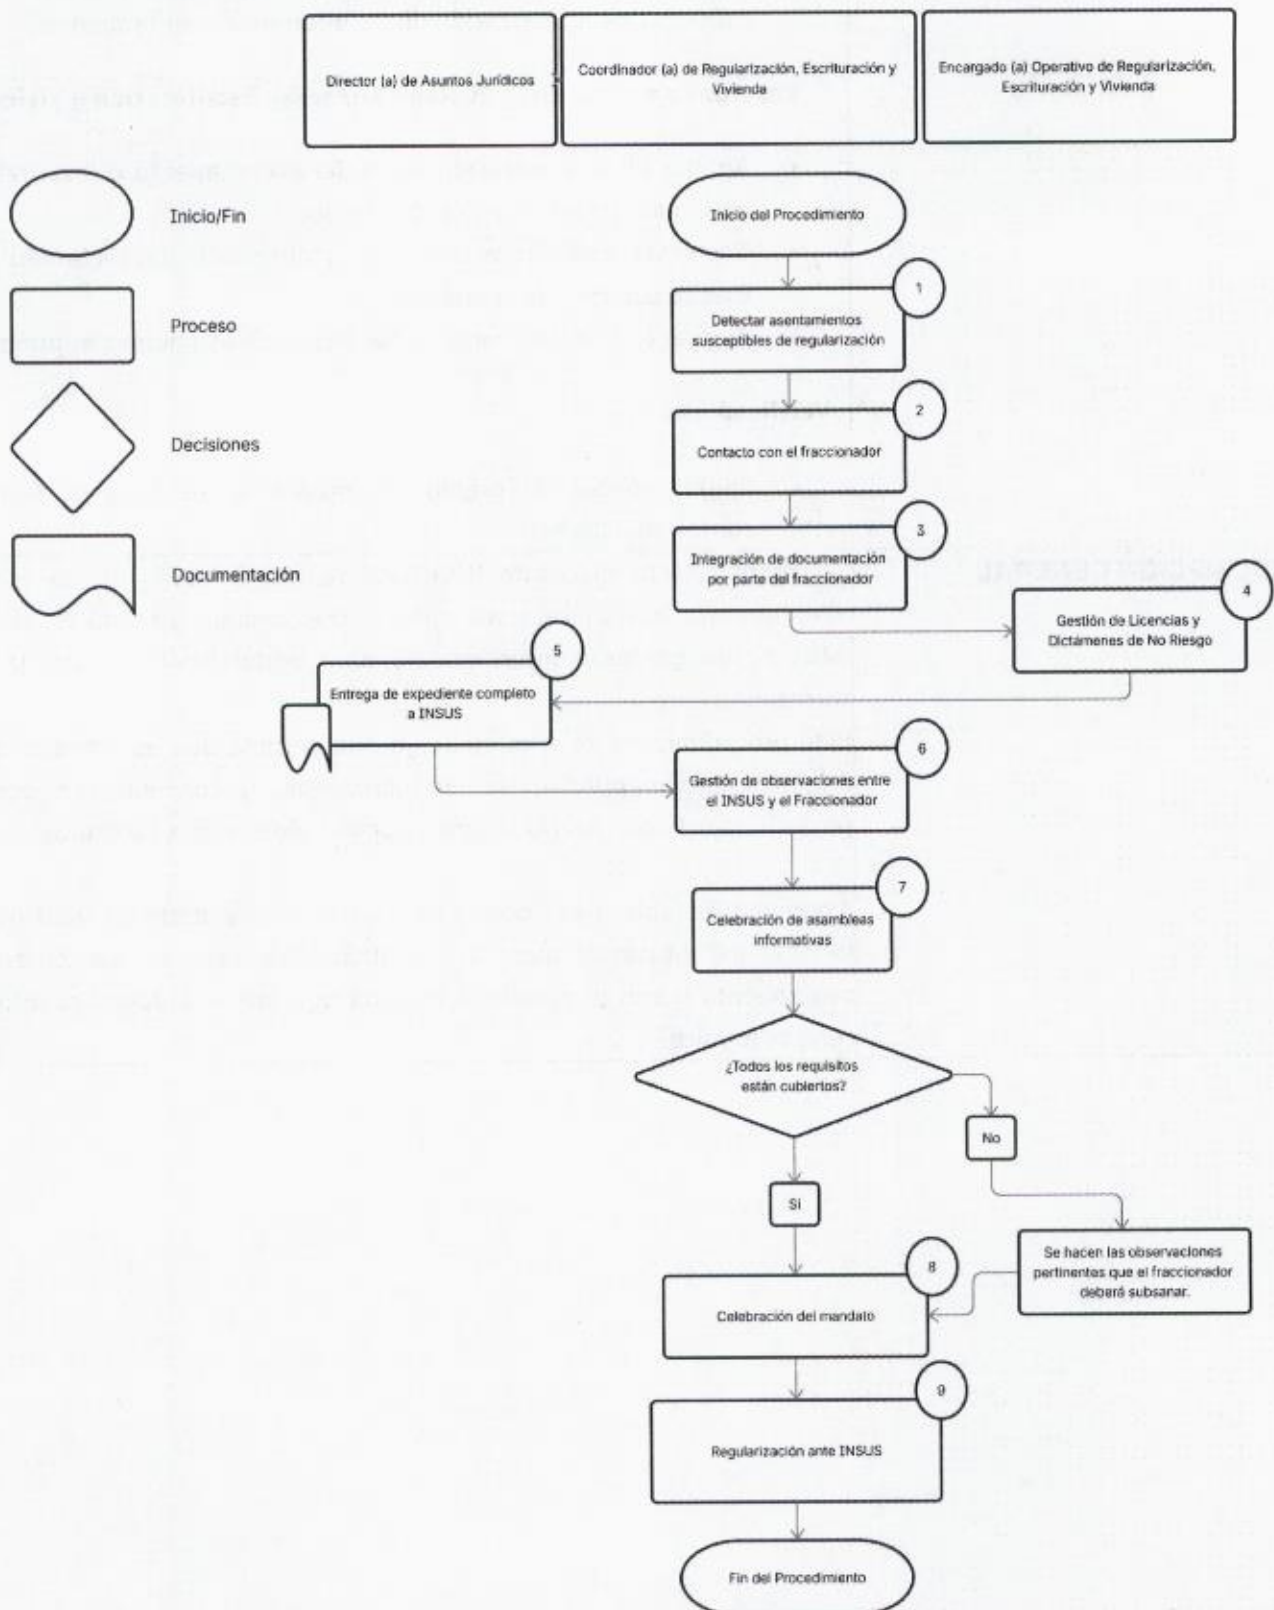 Director (a) de Asuntos Jurídicos
Coordinador (a) de Regularización, Escrituración y
Vivienda
Encargado (a) Operativo de Regularización,
Escrituración y Vivienda
Inicio/Fin
Proceso
Decisiones
Documentación
Inicio del Procedimiento
1
Detectar asentamientos
susceptibles de regularización
2
Contacto con el fraccionador
3
Integración de documentación
por parte del fraccionador
4
Gestión de Licencias y
Dictámenes de No Riesgo
5
Entrega de expediente completo
a INSUS
6
Gestión de observaciones entre
el INSUS y el Fraccionador
7
Celebración de asambleas
informativas
¿Todos los requisitos
están cubiertos?
No
Si
Se hacen las observaciones
pertinentes que el fraccionador
deberá subsanar.
8
Celebración del mandato
9
Regularización ante INSUS
Fin del Procedimiento